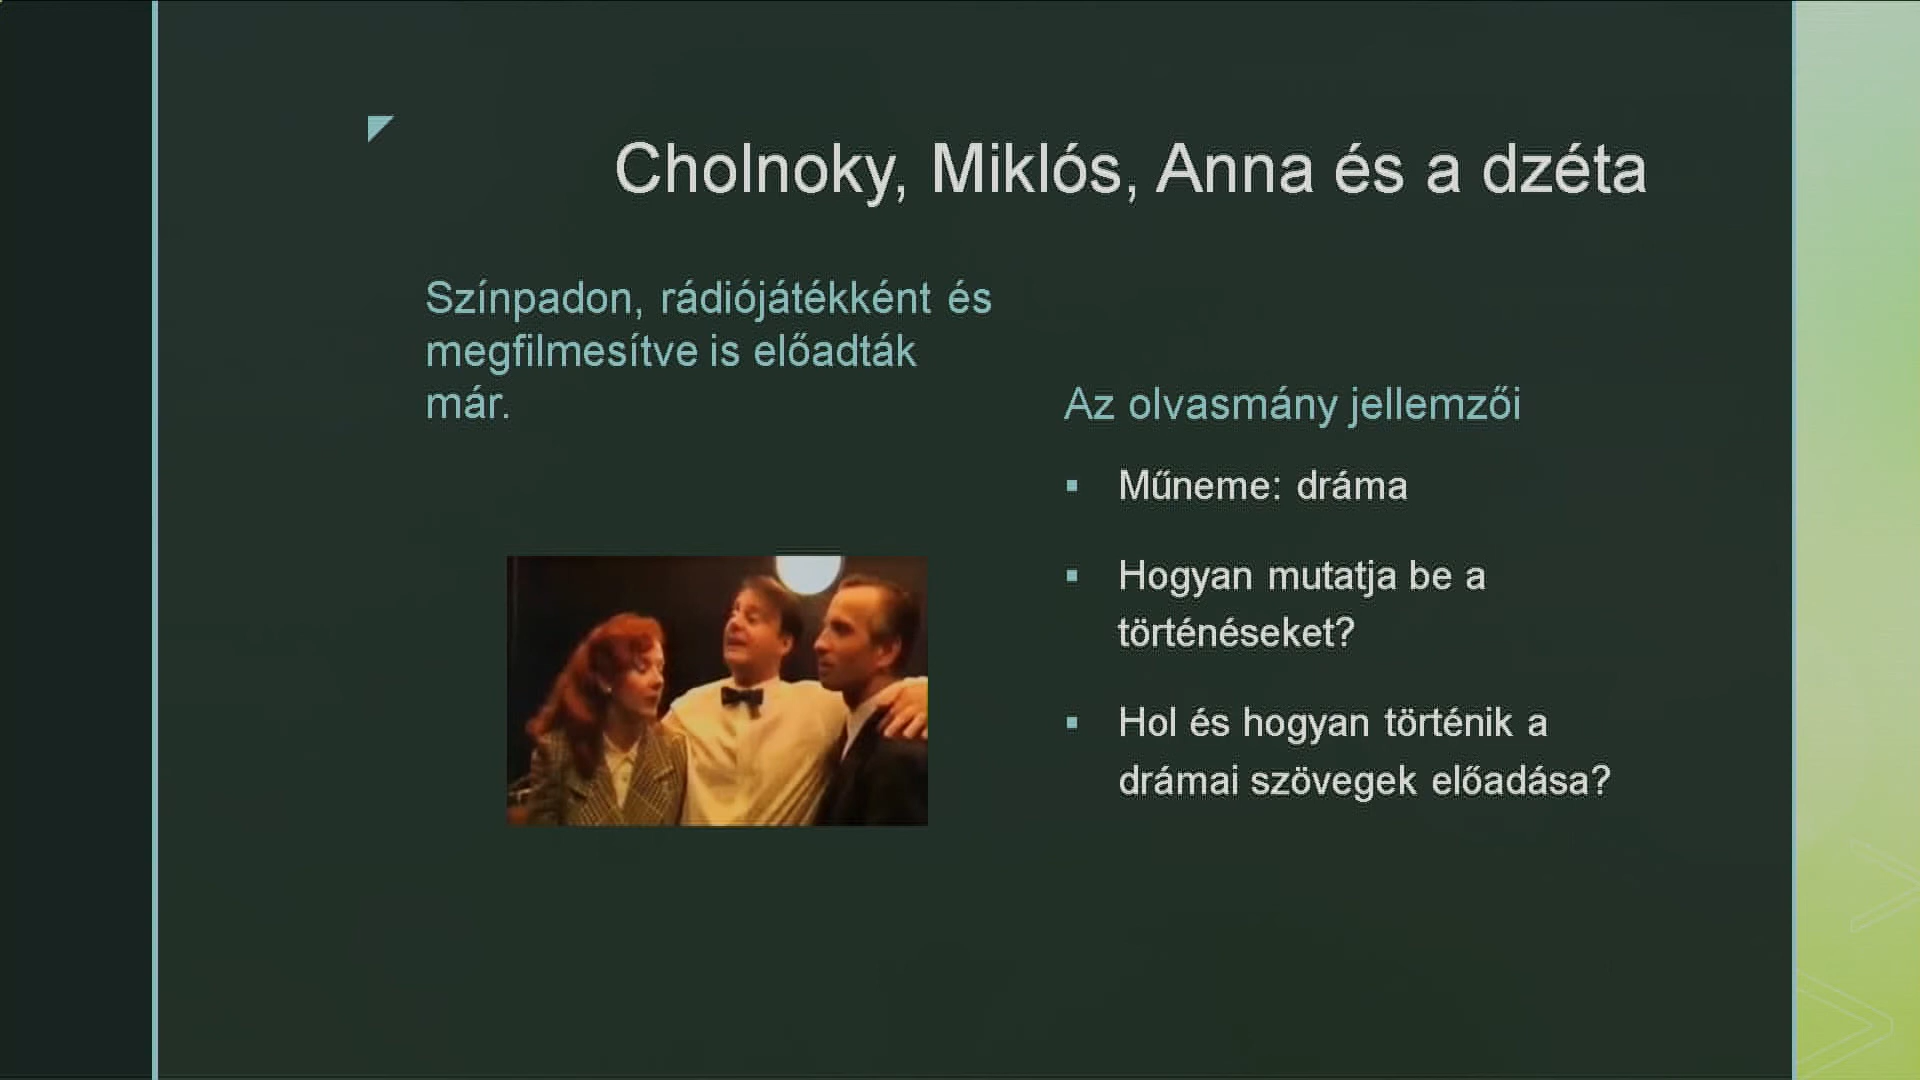 Cholnoky, Miklós, Anna és a dzéta
Színpadon, rádiójátékként és
megfilmesítve is előadták
már.
Az olvasmány jellemzői
▪ Műneme: dráma
▪ Hogyan mutatja be a
történéseket?
▪ Hol és hogyan történik a
drámai szövegek előadása?